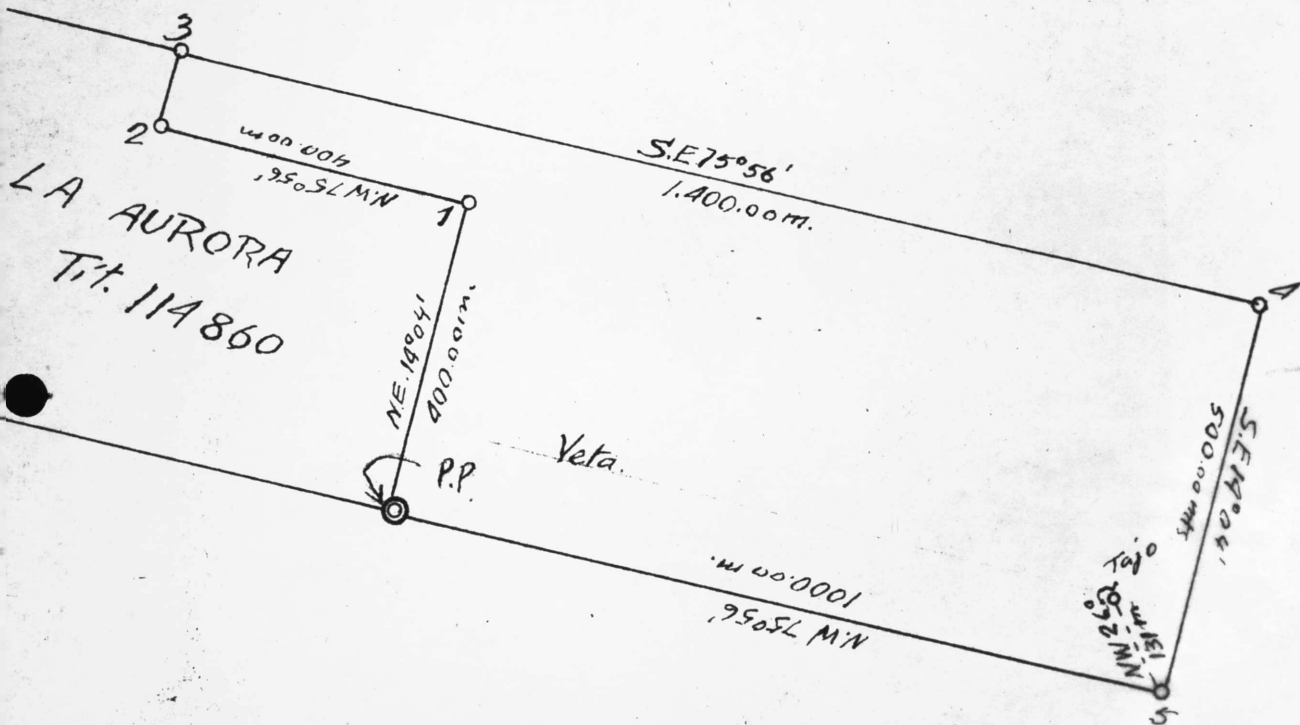 3
2
400.00m
N.W 75°56'
1
S.E 75°56'
1.400.00m.
4
LA AURORA
Tít. 114860
N.E. 14°04'
400.00m.
P.P.
Veta.
1000.00 m.
N.W 75°56'
500.00 mts
S.E 14°04'
Tajo
NW 26°
131 m
5